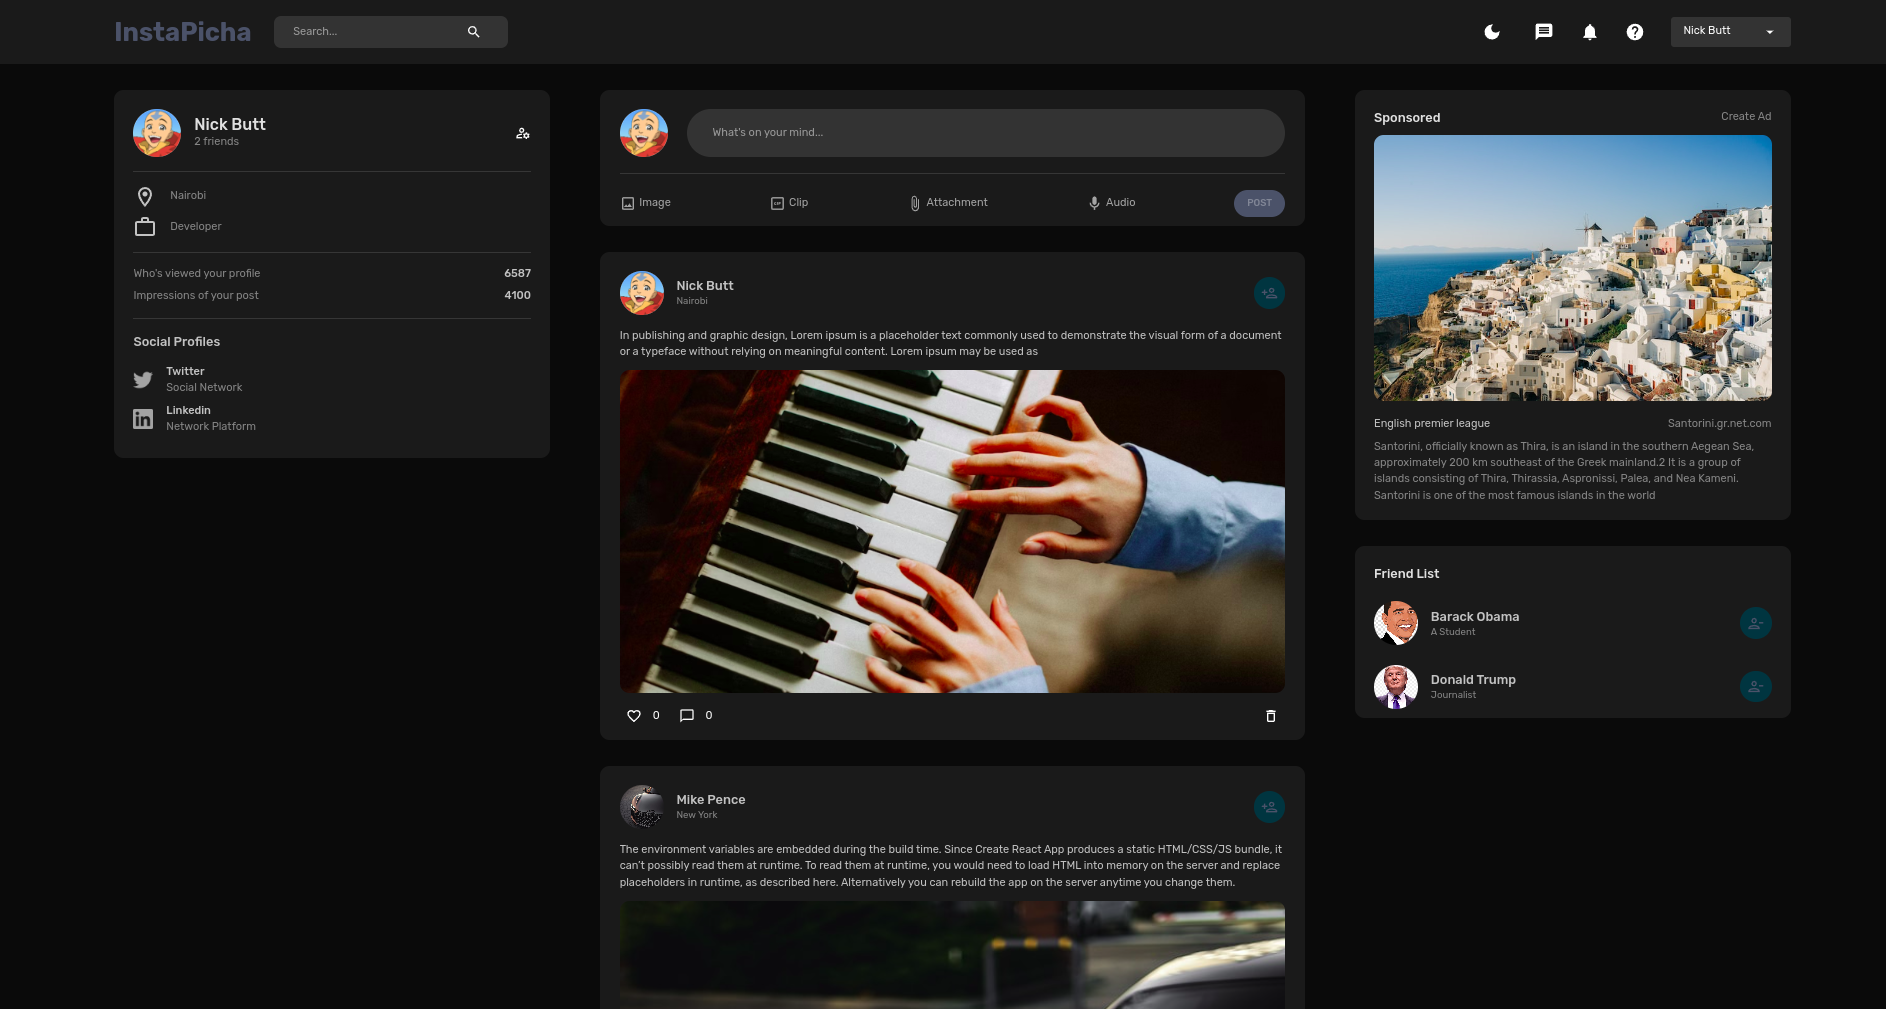 InstaPicha
Search...
Nick Butt
Nick Butt
2 friends
Nairobi
Developer
Who's viewed your profile 6587
Impressions of your post 4100
Social Profiles
Twitter
Social Network
Linkedin
Network Platform
What's on your mind...
Image Clip Attachment Audio POST
Nick Butt
Nairobi
In publishing and graphic design, Lorem ipsum is a placeholder text commonly used to demonstrate the visual form of a document
or a typeface without relying on meaningful content. Lorem ipsum may be used as
0 0
Mike Pence
New York
The environment variables are embedded during the build time. Since Create React App produces a static HTML/CSS/JS bundle, it
can't possibly read them at runtime. To read them at runtime, you would need to load HTML into memory on the server and replace
placeholders in runtime, as described here. Alternatively you can rebuild the app on the server anytime you change them.
Sponsored Create Ad
English premier league Santorini.gr.net.com
Santorini, officially known as Thira, is an island in the southern Aegean Sea,
approximately 200 km southeast of the Greek mainland.2 It is a group of
islands consisting of Thira, Thirassia, Aspronissi, Palea, and Nea Kameni.
Santorini is one of the most famous islands in the world
Friend List
Barack Obama
A Student
Donald Trump
Journalist